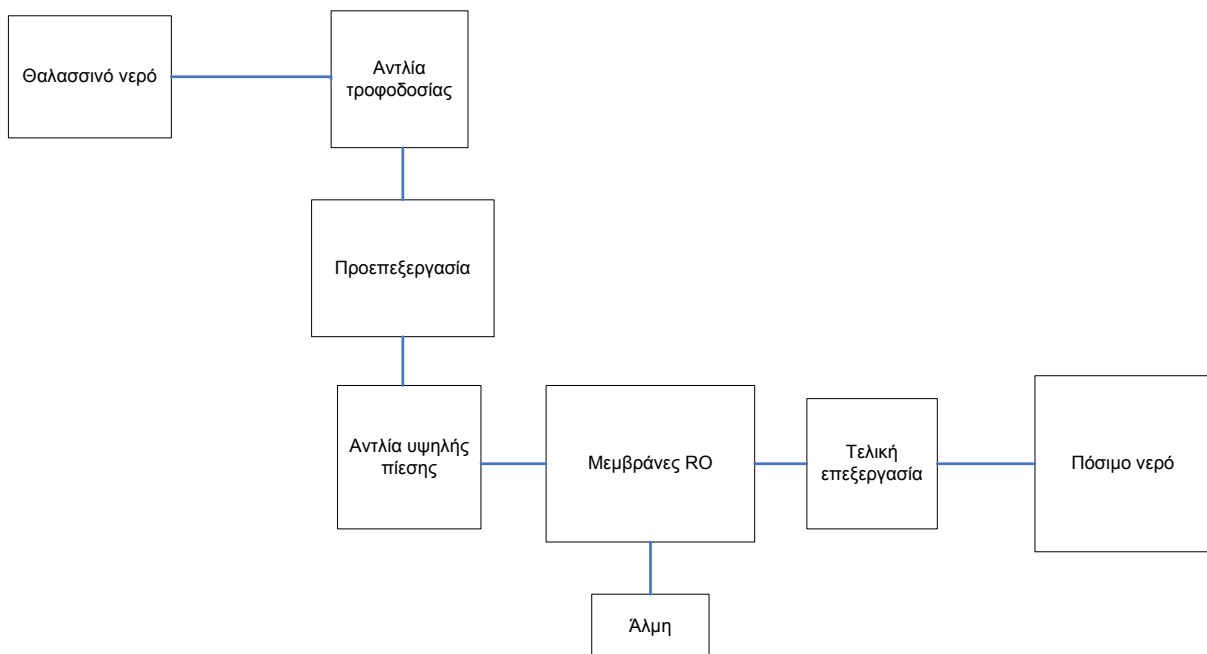 Θαλασσινό νερό
Αντλία
τροφοδοσίας
Προεπεξεργασία
Αντλία υψηλής
πίεσης
Μεμβράνες RO
Τελική
επεξεργασία
Πόσιμο νερό
Άλμη